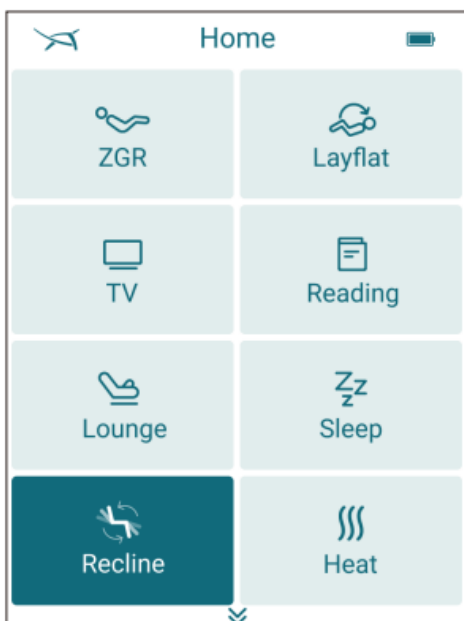 Home
ZGR Layflat
TV Reading
Lounge Sleep
Recline Heat